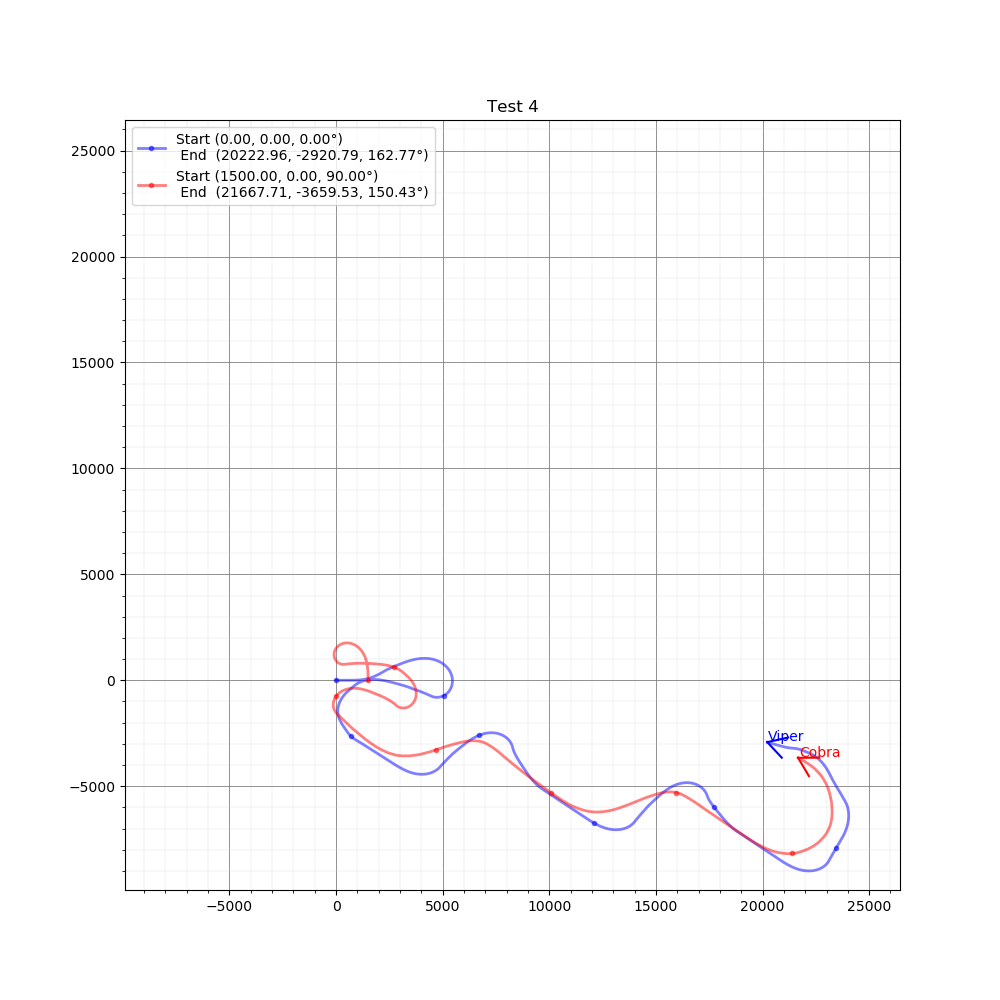 Test 4
Start (0.00, 0.00, 0.00°)
End  (20222.96, -2920.79, 162.77°)
Start (1500.00, 0.00, 90.00°)
End  (21667.71, -3659.53, 150.43°)
25000
20000
15000
10000
5000
0
−5000
Viper
Cobra
−5000
0
5000
10000
15000
20000
25000